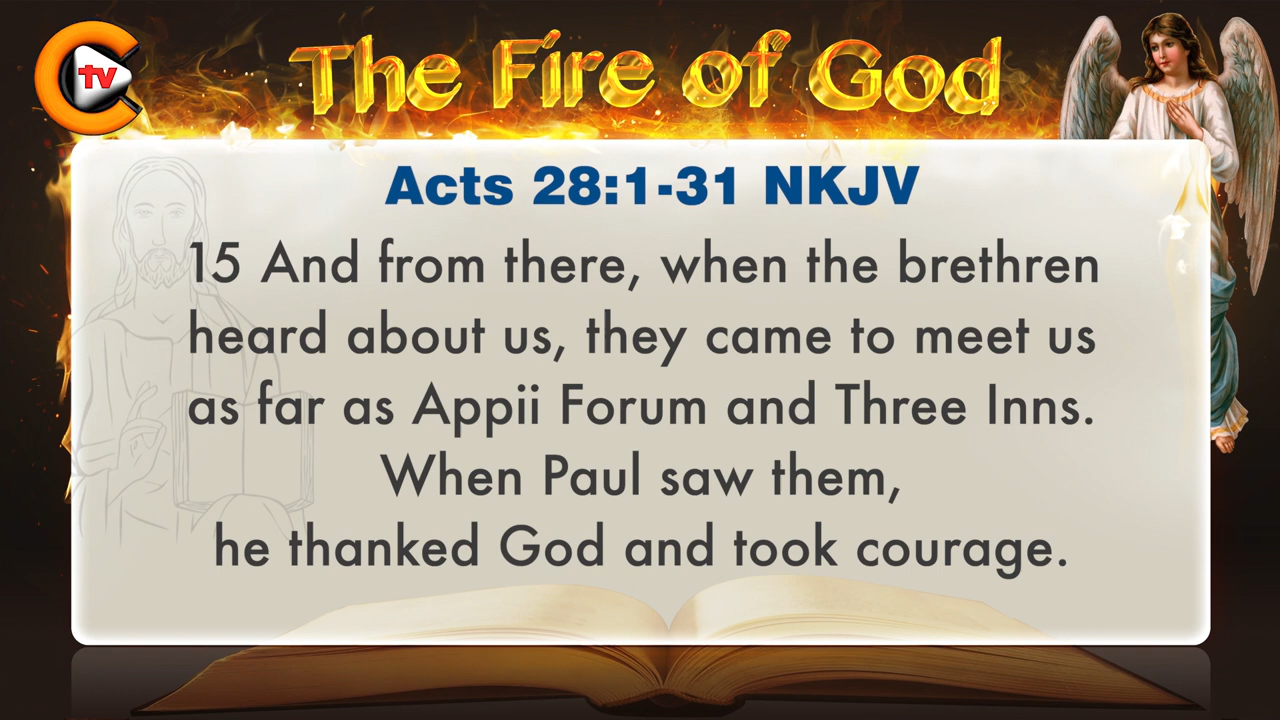 C tv
The Fire of God
Acts 28:1-31 NKJV
15 And from there, when the brethren
heard about us, they came to meet us
as far as Appii Forum and Three Inns.
When Paul saw them,
he thanked God and took courage.